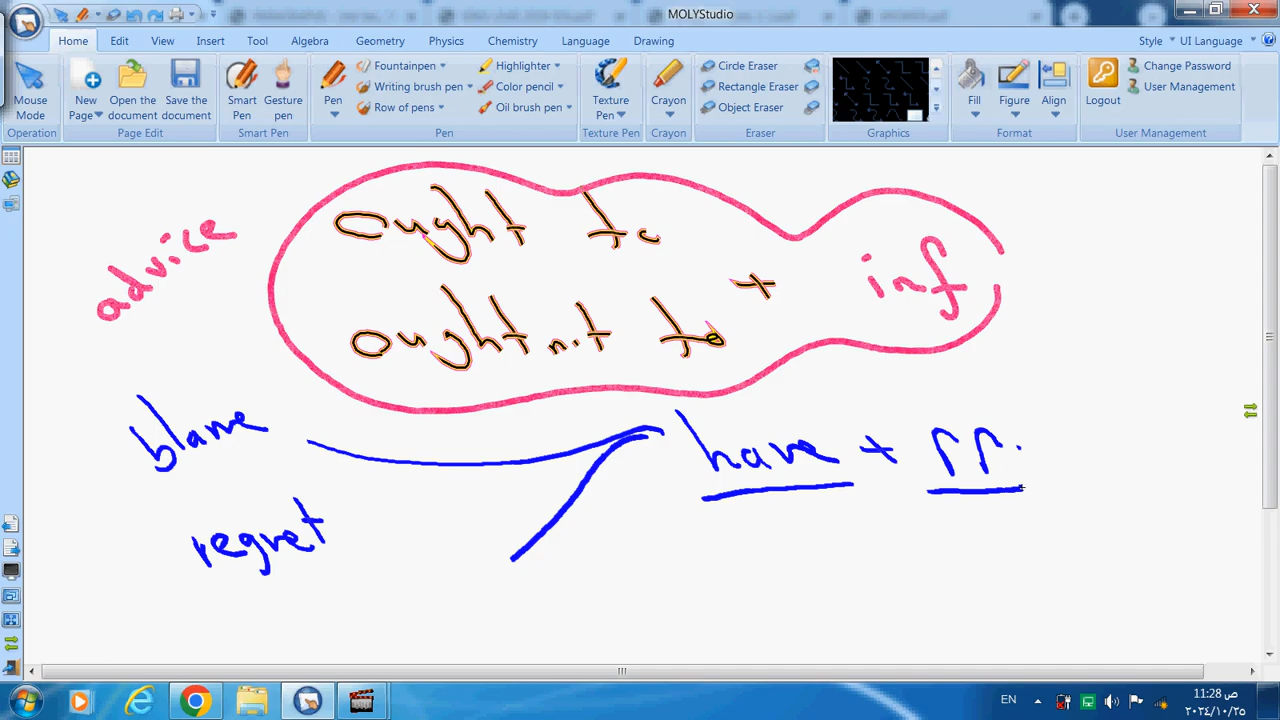 MOLYStudio
Home Edit View Insert Tool Algebra Geometry Physics Chemistry Language Drawing Style UI Language
Mouse Mode
New Page
Open the document
Save the document
Smart Pen
Gesture pen
Pen
Fountainpen
Writing brush pen
Row of pens
Highlighter
Color pencil
Oil brush pen
Texture Pen
Crayon
Circle Eraser
Rectangle Eraser
Object Eraser
Fill
Figure
Align
Logout
Change Password
User Management
Operation Page Edit Smart Pen Pen Texture Pen Crayon Eraser Graphics Format User Management
advice
ought to
+ inf
oughtn't to
blame
have + p.p.
regret
EN
11:28 ص
٢٠٢٤/١٠/٢٥